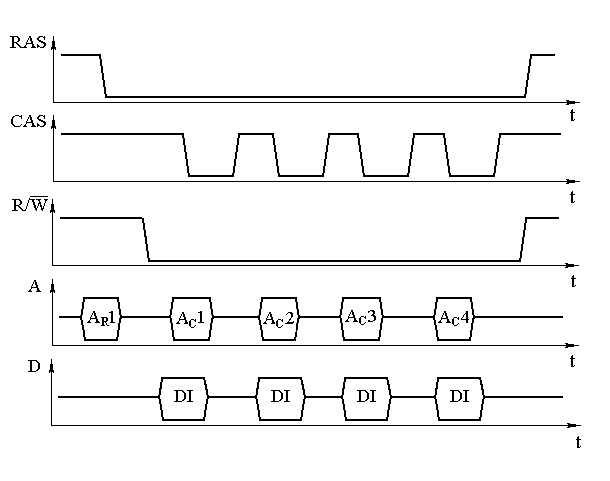 RAS
t
CAS
t
R/W̅
t
A
AR1 AC1 AC2 AC3 AC4
t
D
DI DI DI DI
t